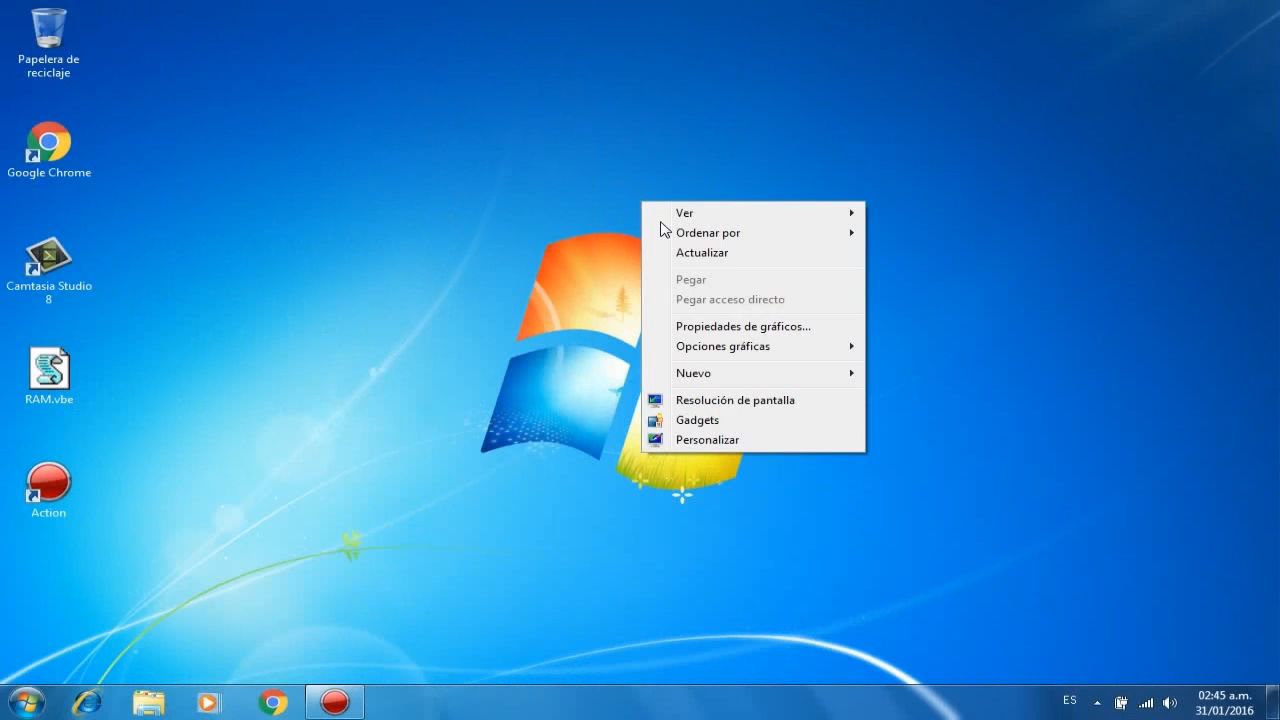 Papelera de
reciclaje
Google Chrome
Camtasia Studio
8
RAM.vbe
Action
Ver
Ordenar por
Actualizar
Pegar
Pegar acceso directo
Propiedades de gráficos...
Opciones gráficas
Nuevo
Resolución de pantalla
Gadgets
Personalizar
ES
02:45 a.m.
31/01/2016